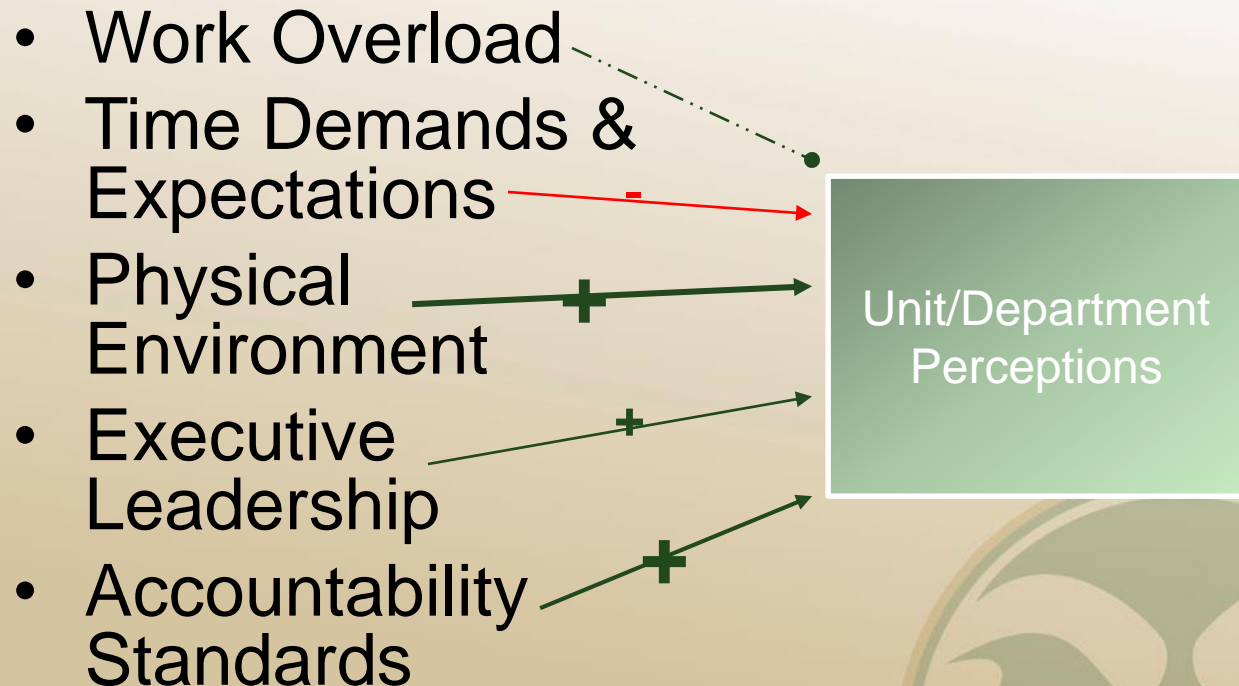 • Work Overload
• Time Demands &
Expectations
-
• Physical
Environment
+
Unit/Department
Perceptions
• Executive
Leadership
+
• Accountability
Standards
+